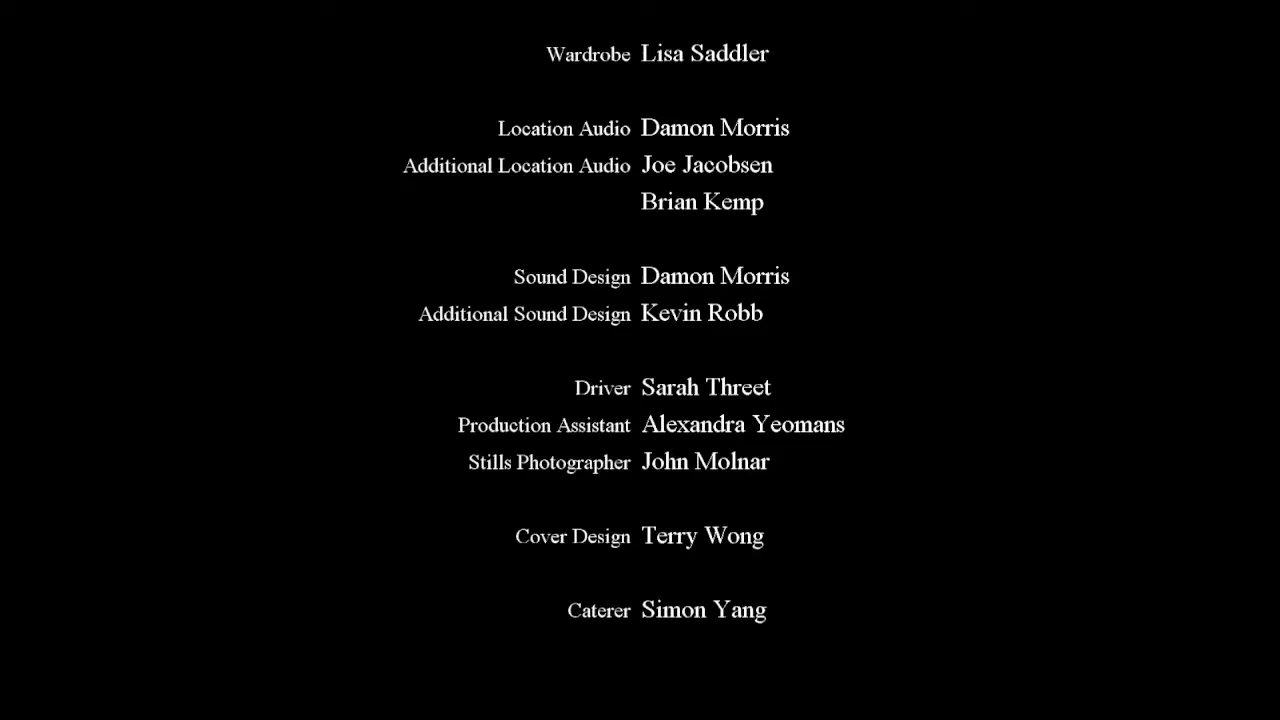 Wardrobe Lisa Saddler
Location Audio Damon Morris
Additional Location Audio Joe Jacobsen
Brian Kemp
Sound Design Damon Morris
Additional Sound Design Kevin Robb
Driver Sarah Threet
Production Assistant Alexandra Yeomans
Stills Photographer John Molnar
Cover Design Terry Wong
Caterer Simon Yang